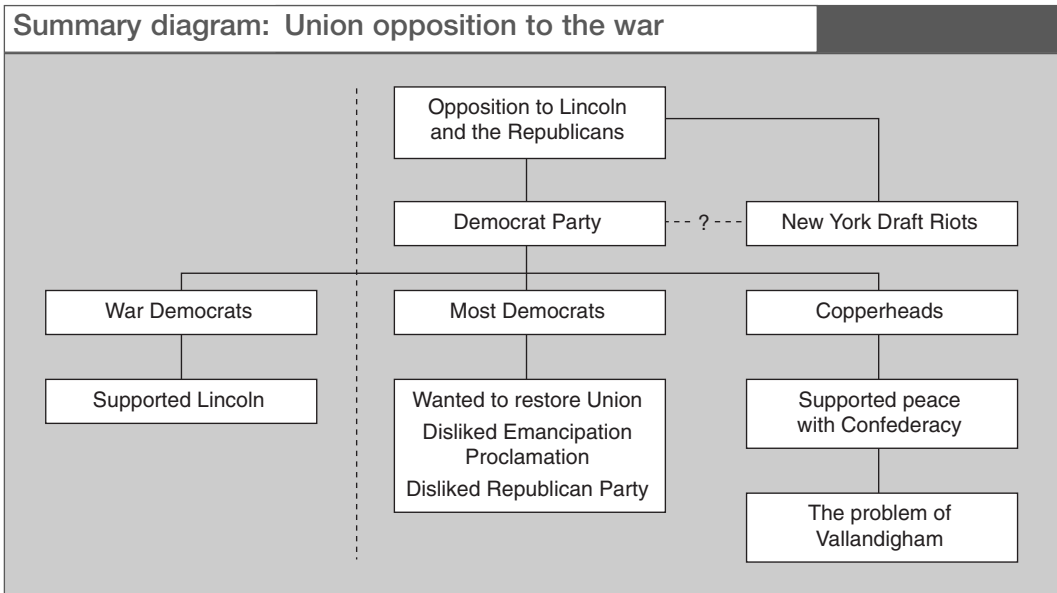 Summary diagram: Union opposition to the war
Opposition to Lincoln
and the Republicans
Democrat Party
?
New York Draft Riots
War Democrats
Most Democrats
Copperheads
Supported Lincoln
Wanted to restore Union
Disliked Emancipation
Proclamation
Disliked Republican Party
Supported peace
with Confederacy
The problem of
Vallandigham